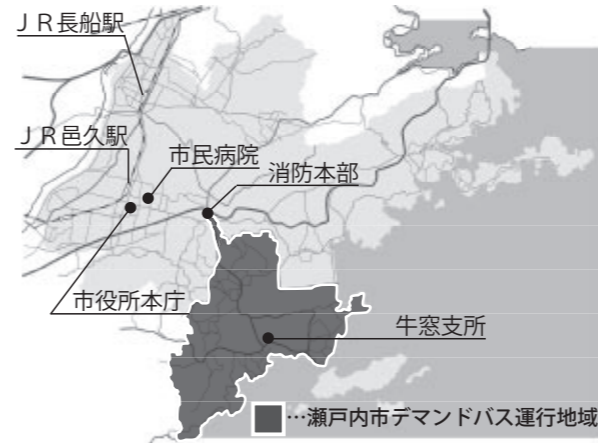 JR長船駅
JR邑久駅
市民病院
消防本部
市役所本庁
牛窓支所
…瀬戸内市デマンドバス運行地域